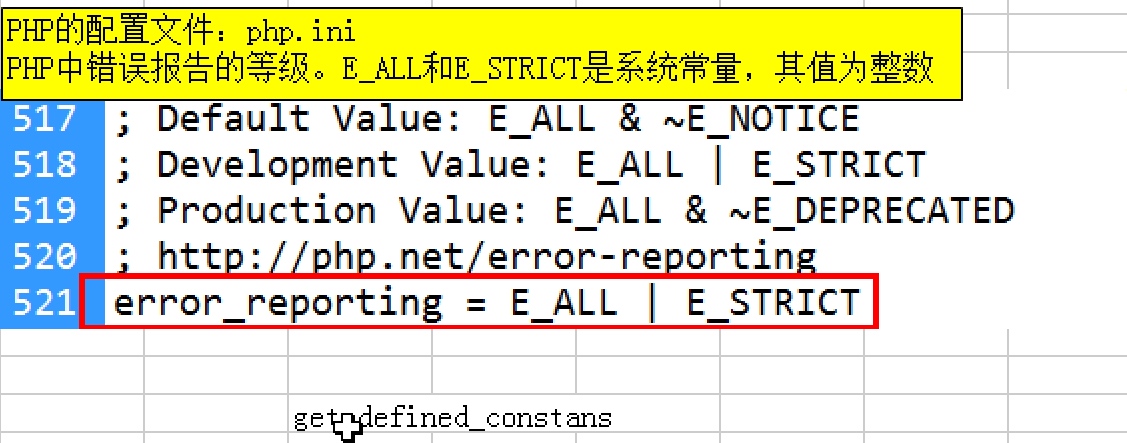 PHP的配置文件：php.ini
PHP中错误报告的等级。E_ALL和E_STRICT是系统常量，其值为整数
517 ; Default Value: E_ALL & ~E_NOTICE
518 ; Development Value: E_ALL | E_STRICT
519 ; Production Value: E_ALL & ~E_DEPRECATED
520 ; http://php.net/error-reporting
521 error_reporting = E_ALL | E_STRICT
get_defined_constans